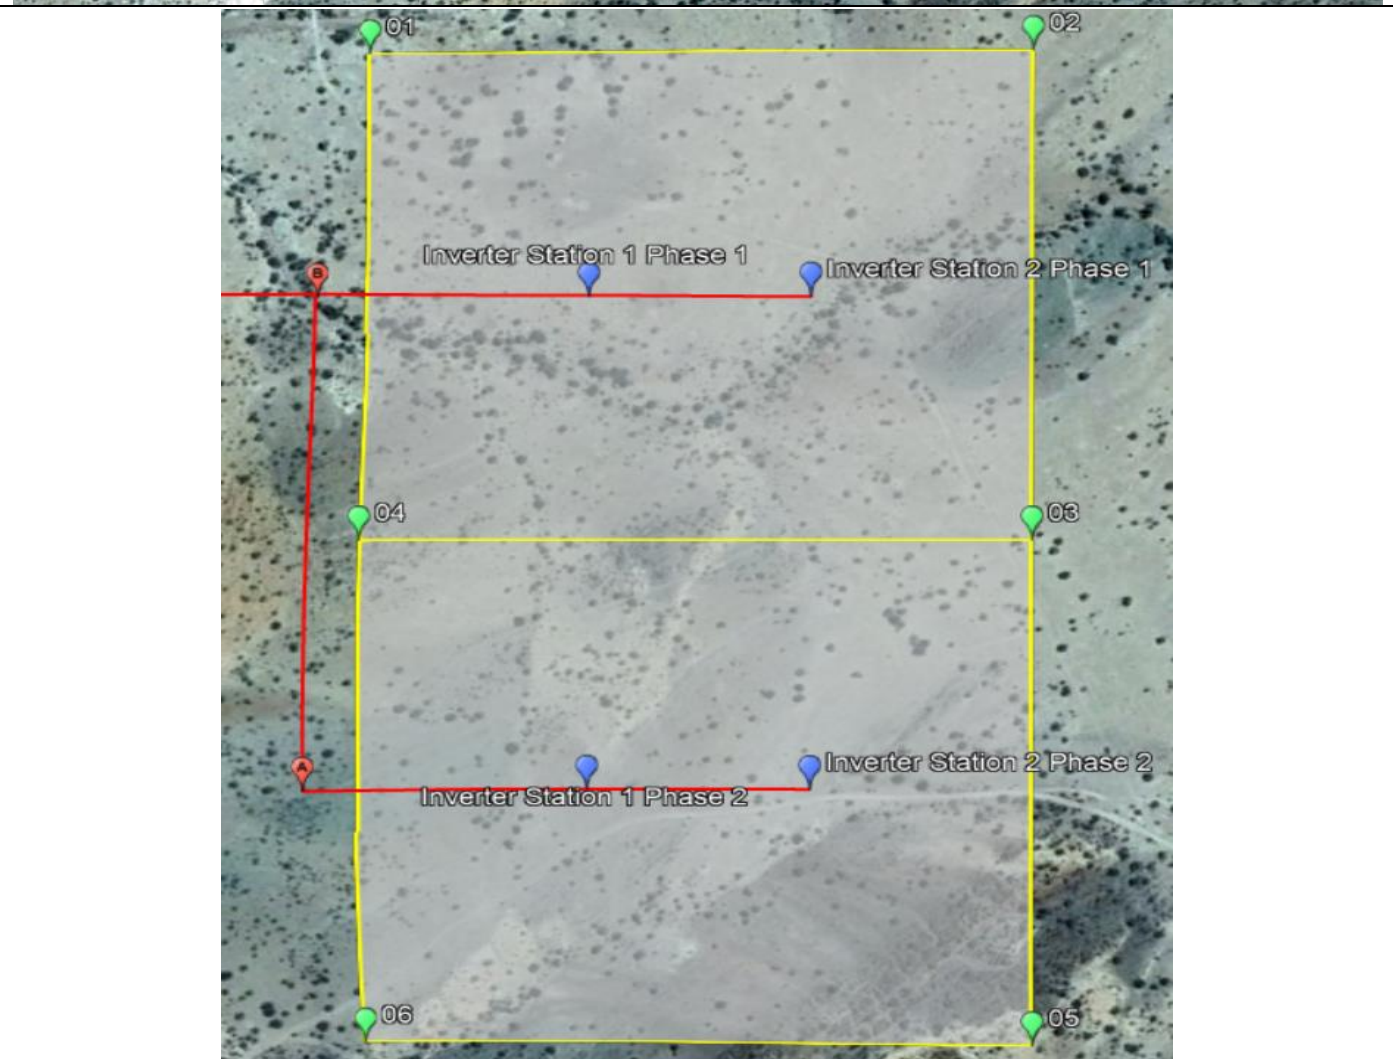 01
02
Inverter Station 1 Phase 1
B
Inverter Station 2 Phase 1
04
03
A
Inverter Station 2 Phase 2
Inverter Station 1 Phase 2
06
05